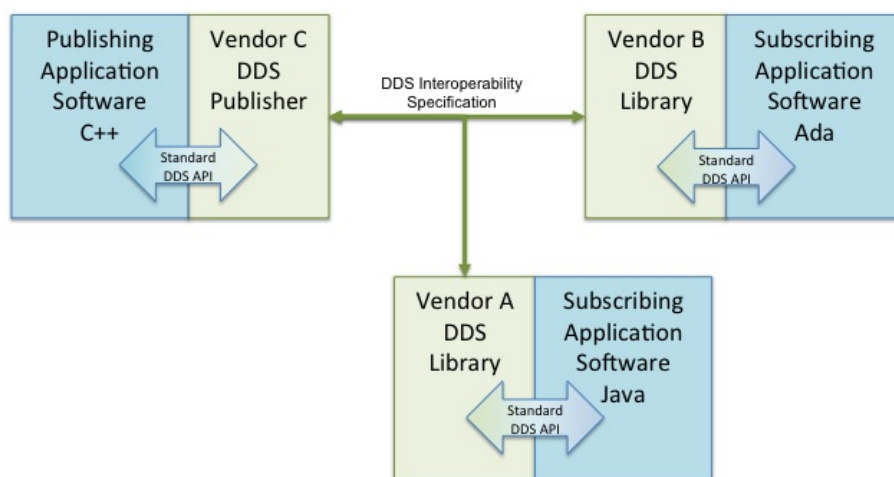 Publishing
Application
Software
C++
Vendor C
DDS
Publisher
Standard
DDS API
DDS Interoperability
Specification
Vendor B
DDS
Library
Subscribing
Application
Software
Ada
Standard
DDS API
Vendor A
DDS
Library
Subscribing
Application
Software
Java
Standard
DDS API